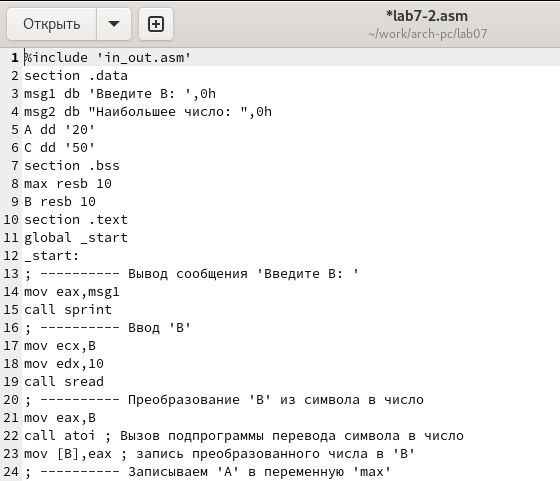 Открыть
*lab7-2.asm
~/work/arch-pc/lab07
1 %include 'in_out.asm'
2 section .data
3 msg1 db 'Введите B: ',0h
4 msg2 db "Наибольшее число: ",0h
5 A dd '20'
6 C dd '50'
7 section .bss
8 max resb 10
9 B resb 10
10 section .text
11 global _start
12 _start:
13 ; ---------- Вывод сообщения 'Введите B: '
14 mov eax,msg1
15 call sprint
16 ; ---------- Ввод 'B'
17 mov ecx,B
18 mov edx,10
19 call sread
20 ; ---------- Преобразование 'B' из символа в число
21 mov eax,B
22 call atoi ; Вызов подпрограммы перевода символа в число
23 mov [B],eax ; запись преобразованного числа в 'B'
24 ; ---------- Записываем 'A' в переменную 'max'